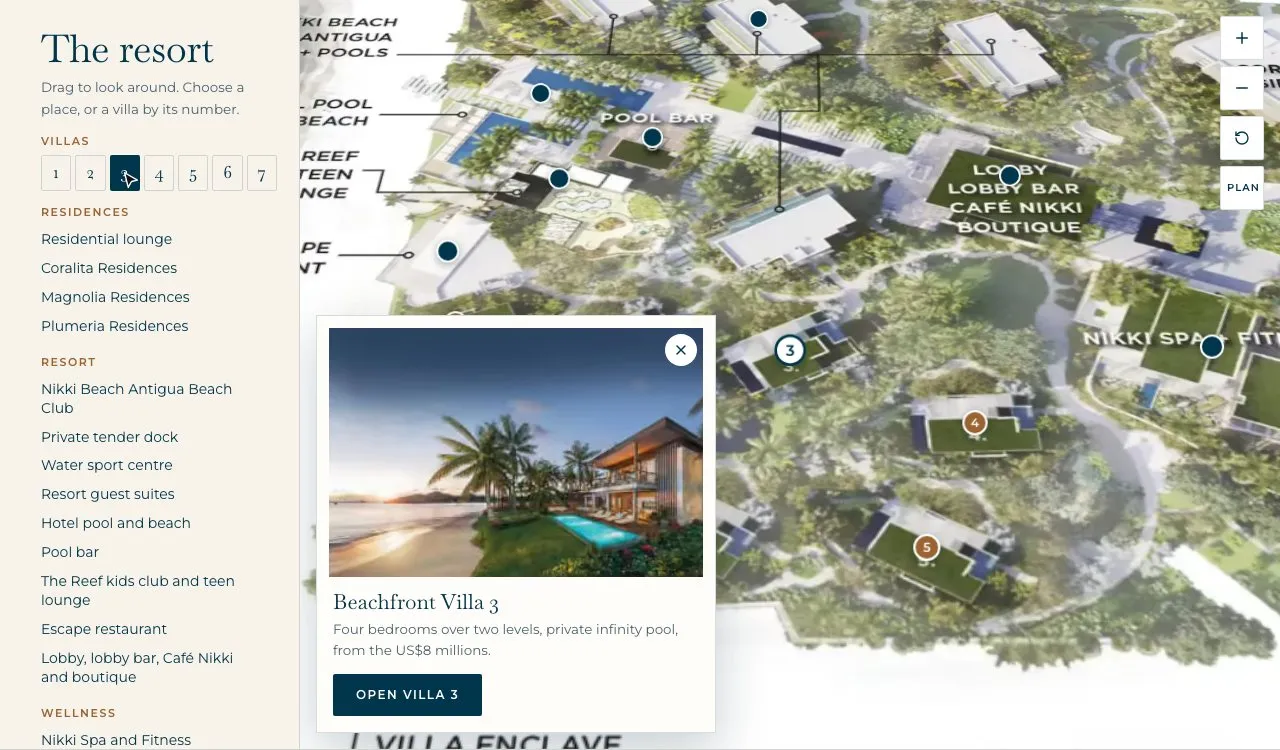 The resort
Drag to look around. Choose a
place, or a villa by its number.
VILLAS
1 2 3 4 5 6 7
RESIDENCES
Residential lounge
Coralita Residences
Magnolia Residences
Plumeria Residences
RESORT
Nikki Beach Antigua Beach
Club
Private tender dock
Water sport centre
Resort guest suites
Hotel pool and beach
Pool bar
The Reef kids club and teen
lounge
Escape restaurant
Lobby, lobby bar, Café Nikki
and boutique
WELLNESS
Nikki Spa and Fitness
KI BEACH
ANTIGUA
+ POOLS
POOL
BEACH
REEF
TEEN
NGE
PE
NT
POOL BAR
LOBBY
LOBBY BAR
CAFÉ NIKKI
BOUTIQUE
NIKKI SPA + FIT
3
3.
4
5
+
−
PLAN
×
Beachfront Villa 3
Four bedrooms over two levels, private infinity pool,
from the US$8 millions.
OPEN VILLA 3
VILLA ENCLAVE